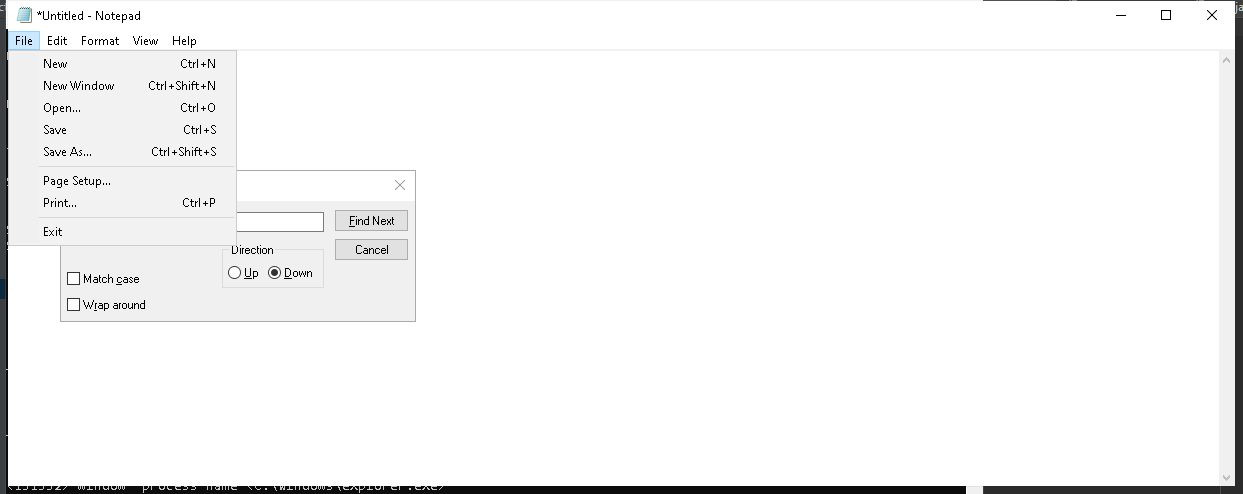 *Untitled - Notepad
File Edit Format View Help
New Ctrl+N
New Window Ctrl+Shift+N
Open... Ctrl+O
Save Ctrl+S
Save As... Ctrl+Shift+S
Page Setup...
Print... Ctrl+P
Exit
Find Next
Cancel
Direction
Up Down
Match case
Wrap around
window process name <C:\Windows\explorer.exe>